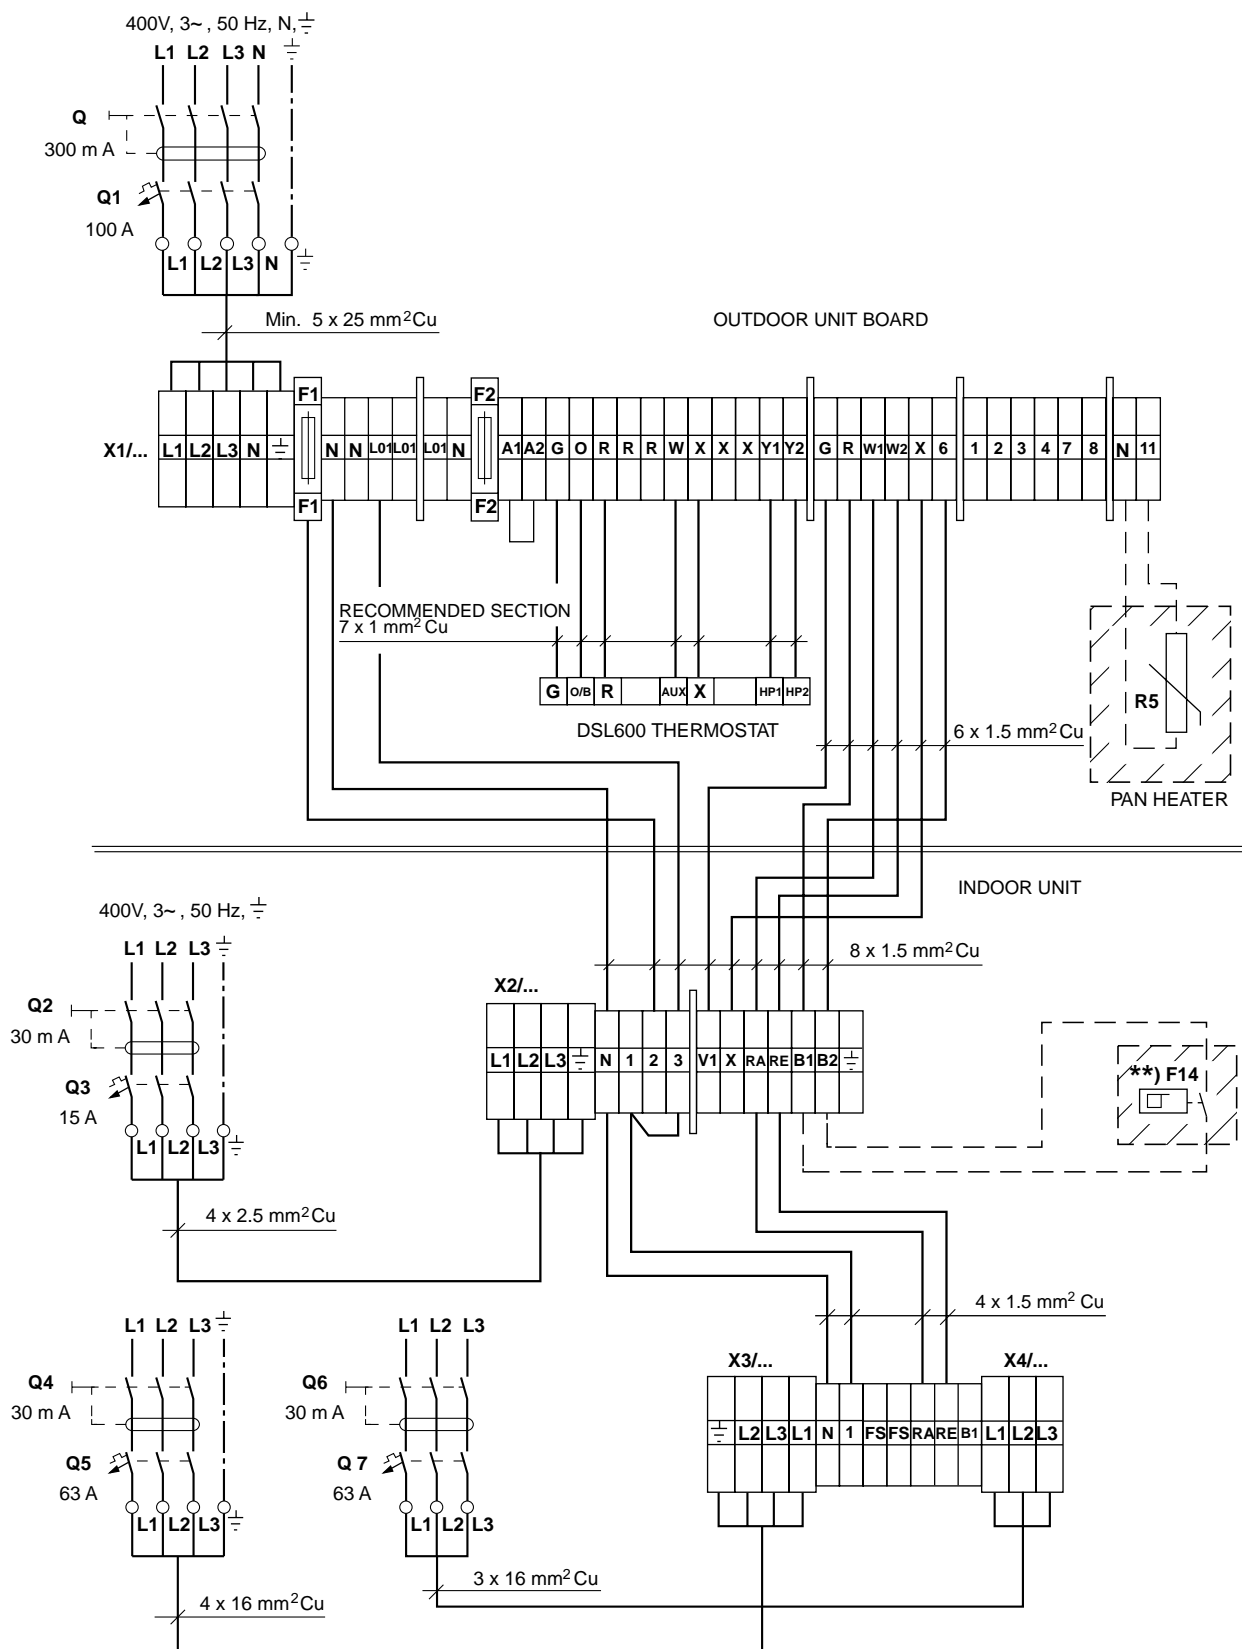 400V, 3~ , 50 Hz, N,
L1 L2 L3 N
Q
300 m A
Q1
100 A
L1 L2 L3 N
Min. 5 x 25 mm2 Cu
OUTDOOR UNIT BOARD
F1 F2
X1/... L1 L2 L3 N N N L01 L01 L01 N A1 A2 G O R R R W X X X Y1 Y2 G R W1 W2 X 6 1 2 3 4 7 8 N 11
F1 F2
RECOMMENDED SECTION
7 x 1 mm2 Cu
G O/B R AUX X HP1 HP2
DSL600 THERMOSTAT
R5
6 x 1.5 mm2 Cu
PAN HEATER
INDOOR UNIT
400V, 3~ , 50 Hz,
L1 L2 L3
8 x 1.5 mm2 Cu
X2/...
Q2
30 m A
L1 L2 L3 N 1 2 3 V1 X RA RE B1 B2
**) F14
Q3
15 A
L1 L2 L3
4 x 2.5 mm2 Cu
4 x 1.5 mm2 Cu
L1 L2 L3
L1 L2 L3
X3/... X4/...
Q4
30 m A
Q6
30 m A
L2 L3 L1 N 1 FS FS RA RE B1 L1 L2 L3
Q5
63 A
Q 7
63 A
L1 L2 L3
L1 L2 L3
3 x 16 mm2 Cu
4 x 16 mm2 Cu